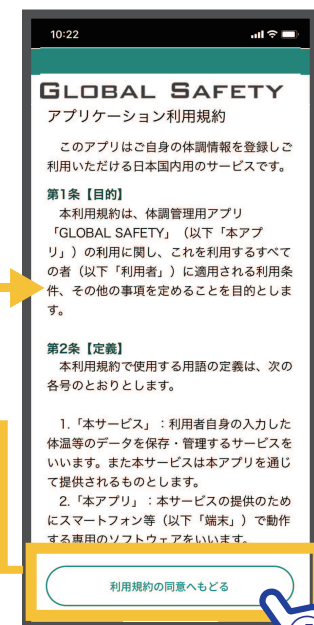 10:22
GLOBAL SAFETY
アプリケーション利用規約
このアプリはご自身の体調情報を登録しご
利用いただける日本国内用のサービスです。
第1条【目的】
本利用規約は、体調管理用アプリ
「GLOBAL SAFETY」（以下「本アプ
リ」）の利用に関し、これを利用するすべて
の者（以下「利用者」）に適用される利用条
件、その他の事項を定めることを目的としま
す。
第2条【定義】
本利用規約で使用する用語の定義は、次の
各号のとおりとします。
1.「本サービス」：利用者自身の入力した
体温等のデータを保存・管理するサービスを
いいます。また本サービスは本アプリを通じ
て提供されるものとします。
2.「本アプリ」：本サービスの提供のため
にスマートフォン等（以下「端末」）で動作
する専用のソフトウェアをいいます。
利用規約の同意へもどる